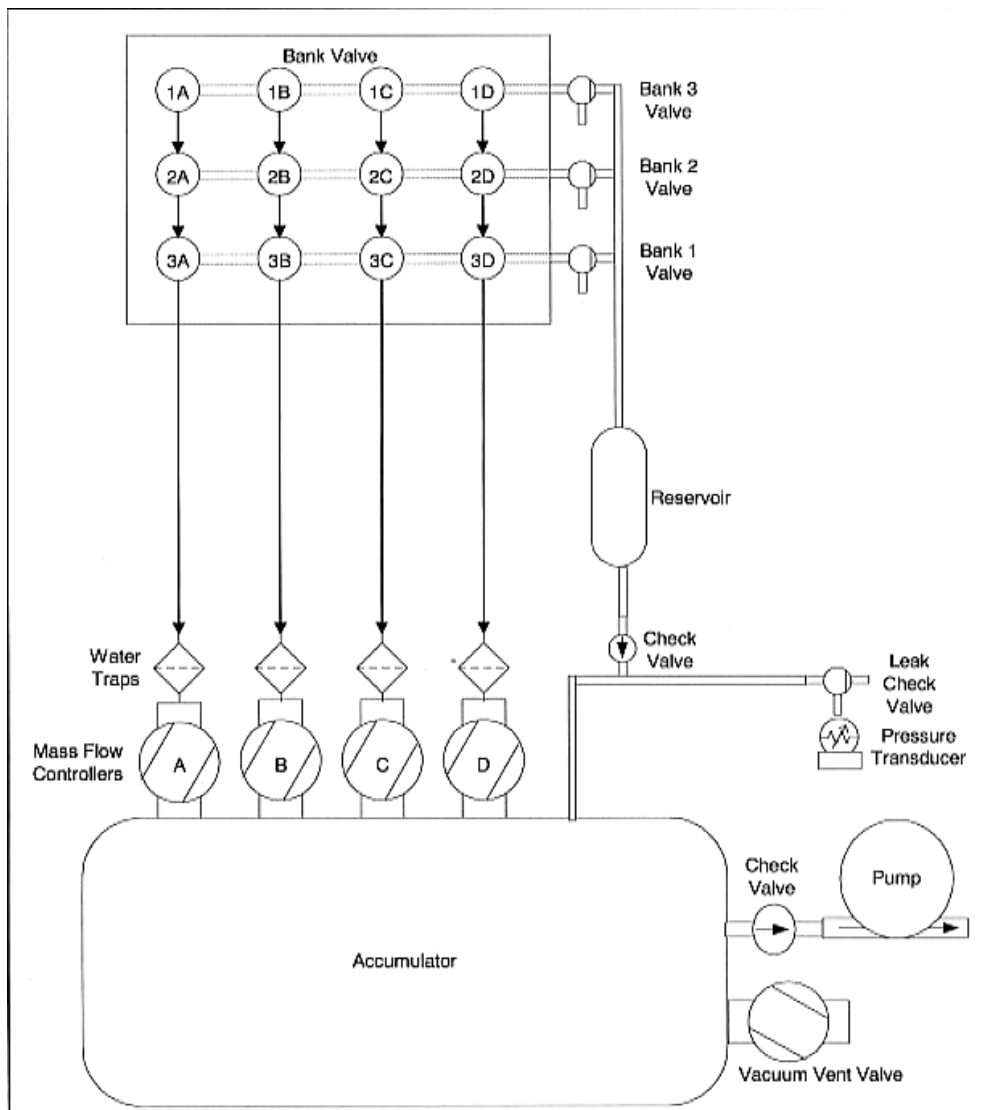 Bank Valve
1A 1B 1C 1D
Bank 3
Valve
2A 2B 2C 2D
Bank 2
Valve
3A 3B 3C 3D
Bank 1
Valve
Reservoir
Water
Traps
Check
Valve
Leak
Check
Valve
Mass Flow
Controllers
A B C D
Pressure
Transducer
Check
Valve
Pump
Accumulator
Vacuum Vent Valve